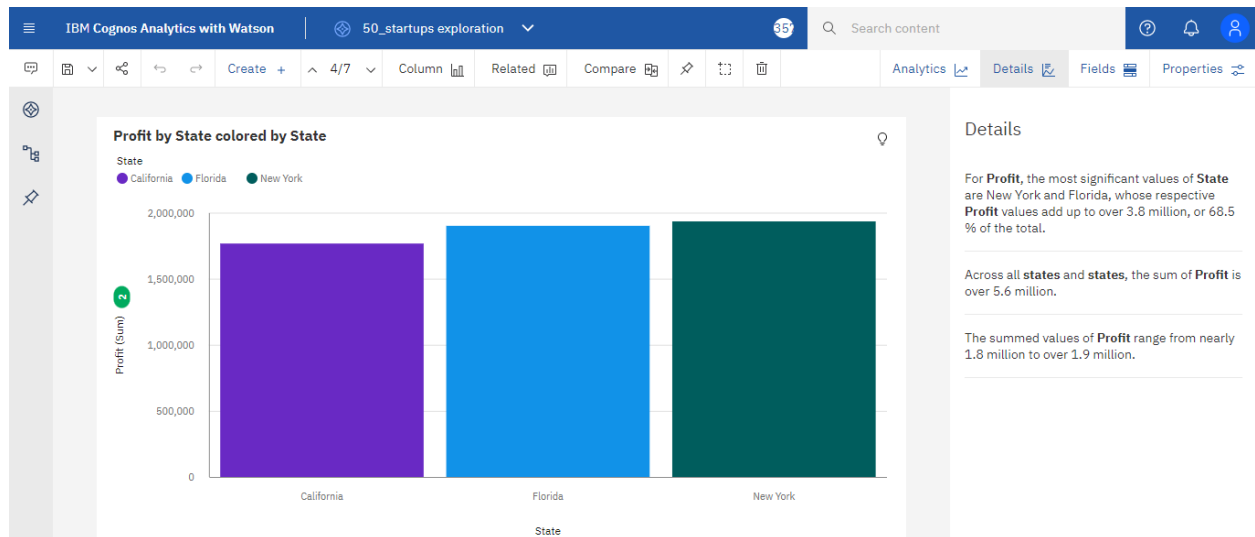 IBM Cognos Analytics with Watson
50_startups exploration
357
Search content
Create +
4/7
Column
Related
Compare
Analytics
Details
Fields
Properties
Profit by State colored by State
State
California
Florida
New York
2,000,000
1,500,000
1,000,000
500,000
0
Profit (Sum)
2
California
Florida
New York
State
Details
For Profit, the most significant values of State
are New York and Florida, whose respective
Profit values add up to over 3.8 million, or 68.5
% of the total.
Across all states and states, the sum of Profit is
over 5.6 million.
The summed values of Profit range from nearly
1.8 million to over 1.9 million.